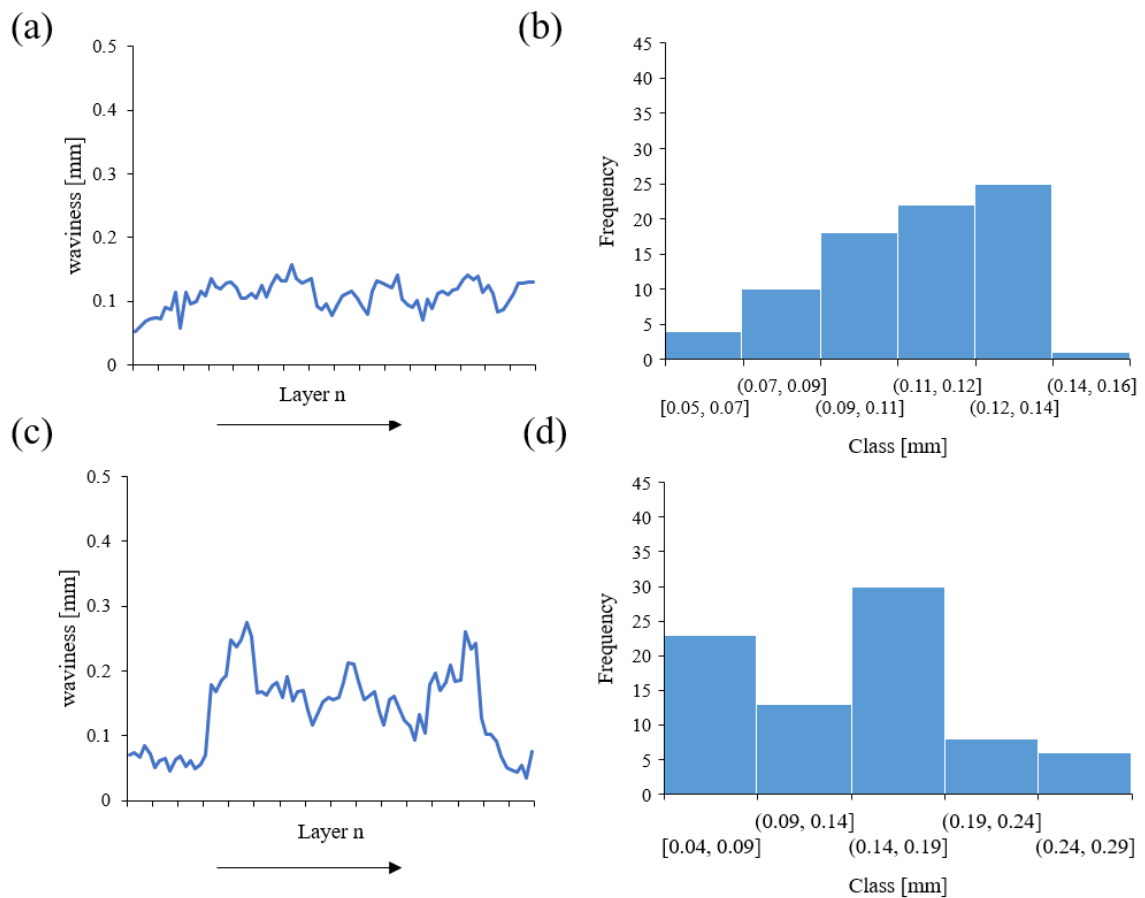 (a)
0.5
0.4
0.3
0.2
0.1
0
waviness [mm]
Layer n
(b)
45
40
35
30
25
20
15
10
5
0
Frequency
(0.07, 0.09] (0.11, 0.12] (0.14, 0.16]
[0.05, 0.07] (0.09, 0.11] (0.12, 0.14]
Class [mm]
(c)
0.5
0.4
0.3
0.2
0.1
0
waviness [mm]
Layer n
(d)
45
40
35
30
25
20
15
10
5
0
Frequency
(0.09, 0.14] (0.19, 0.24]
[0.04, 0.09] (0.14, 0.19] (0.24, 0.29]
Class [mm]